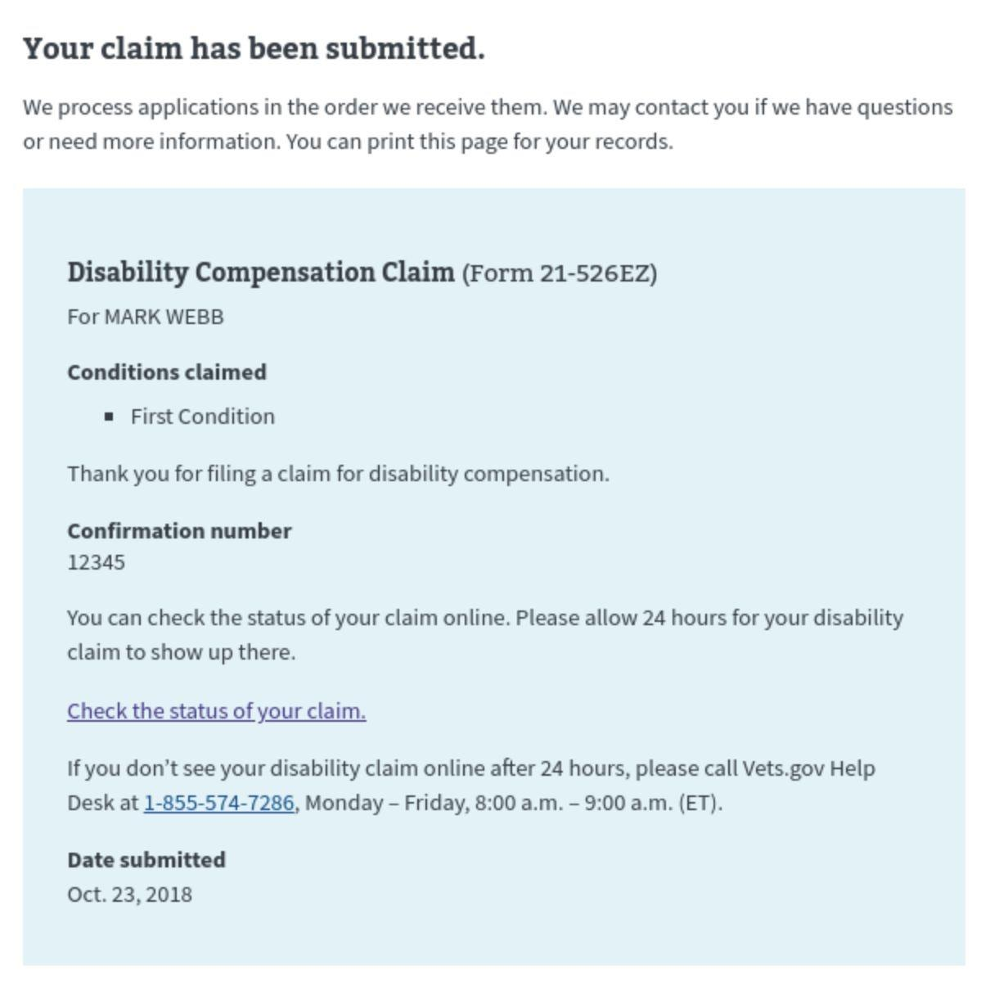 Your claim has been submitted.
We process applications in the order we receive them. We may contact you if we have questions
or need more information. You can print this page for your records.
Disability Compensation Claim (Form 21-526EZ)
For MARK WEBB
Conditions claimed
▪ First Condition
Thank you for filing a claim for disability compensation.
Confirmation number
12345
You can check the status of your claim online. Please allow 24 hours for your disability
claim to show up there.
Check the status of your claim.
If you don’t see your disability claim online after 24 hours, please call Vets.gov Help
Desk at 1-855-574-7286, Monday – Friday, 8:00 a.m. – 9:00 a.m. (ET).
Date submitted
Oct. 23, 2018